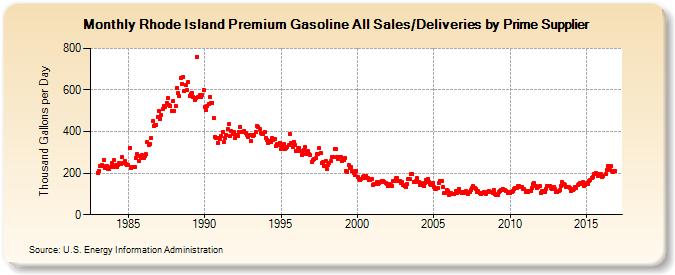 Monthly Rhode Island Premium Gasoline All Sales/Deliveries by Prime Supplier
Thousand Gallons per Day
800
600
400
200
0
1985 1990 1995 2000 2005 2010 2015
Source: U.S. Energy Information Administration